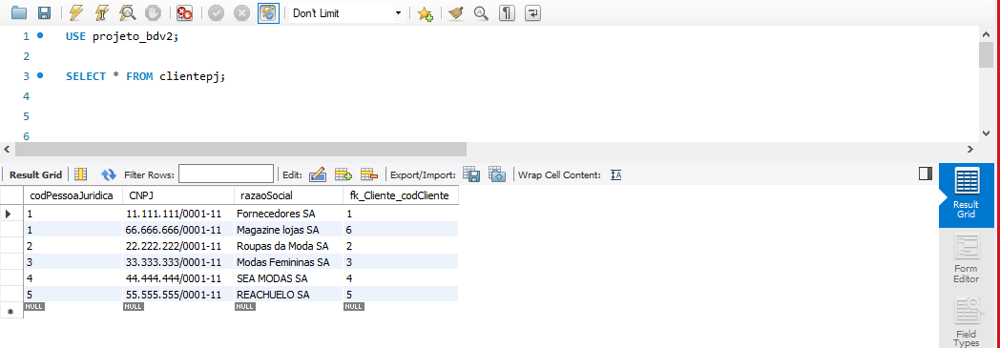 Don't Limit
1 USE projeto_bdv2;
2
3 SELECT * FROM clientepj;
4
5
6
Result Grid Filter Rows: Edit: Export/Import: Wrap Cell Content:
codPessoaJuridica CNPJ razaoSocial fk_Cliente_codCliente
1 11.111.111/0001-11 Fornecedores SA 1
1 66.666.666/0001-11 Magazine lojas SA 6
2 22.222.222/0001-11 Roupas da Moda SA 2
3 33.333.333/0001-11 Modas Femininas SA 3
4 44.444.444/0001-11 SEA MODAS SA 4
5 55.555.555/0001-11 REACHUELO SA 5
NULL NULL NULL NULL
Result
Grid
Form
Editor
Field
Types